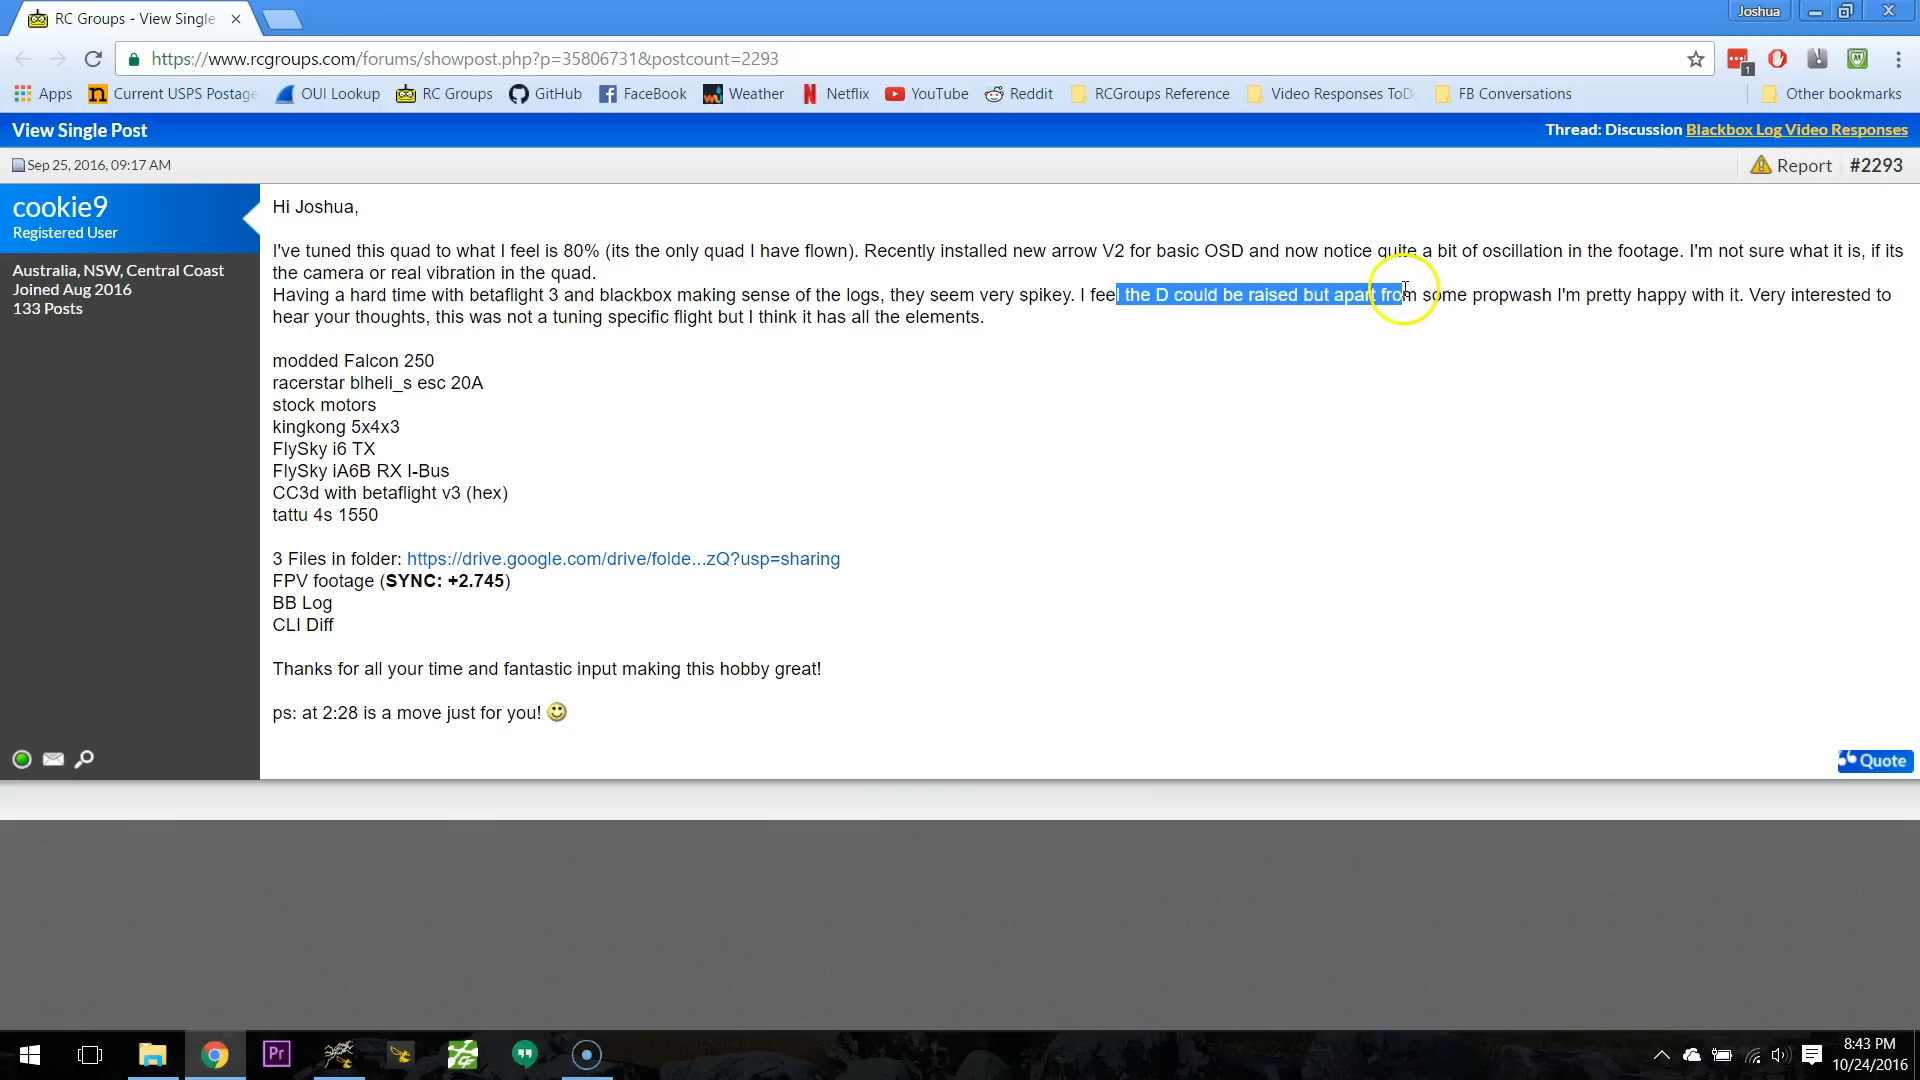 RC Groups - View Single
Joshua
https://www.rcgroups.com/forums/showpost.php?p=35806731&postcount=2293
1
Apps
Current USPS Postage
OUI Lookup
RC Groups
GitHub
FaceBook
Weather
Netflix
YouTube
Reddit
RCGroups Reference
Video Responses ToD
FB Conversations
Other bookmarks
View Single Post
Thread: Discussion Blackbox Log Video Responses
Sep 25, 2016, 09:17 AM
Report #2293
cookie9
Registered User
Australia, NSW, Central Coast
Joined Aug 2016
133 Posts
Hi Joshua,
I've tuned this quad to what I feel is 80% (its the only quad I have flown). Recently installed new arrow V2 for basic OSD and now notice quite a bit of oscillation in the footage. I'm not sure what it is, if its
the camera or real vibration in the quad.
Having a hard time with betaflight 3 and blackbox making sense of the logs, they seem very spikey. I feel the D could be raised but apart from some propwash I'm pretty happy with it. Very interested to
hear your thoughts, this was not a tuning specific flight but I think it has all the elements.
modded Falcon 250
racerstar blheli_s esc 20A
stock motors
kingkong 5x4x3
FlySky i6 TX
FlySky iA6B RX I-Bus
CC3d with betaflight v3 (hex)
tattu 4s 1550
3 Files in folder: https://drive.google.com/drive/folde...zQ?usp=sharing
FPV footage (SYNC: +2.745)
BB Log
CLI Diff
Thanks for all your time and fantastic input making this hobby great!
ps: at 2:28 is a move just for you!
Quote
Pr
8:43 PM
10/24/2016